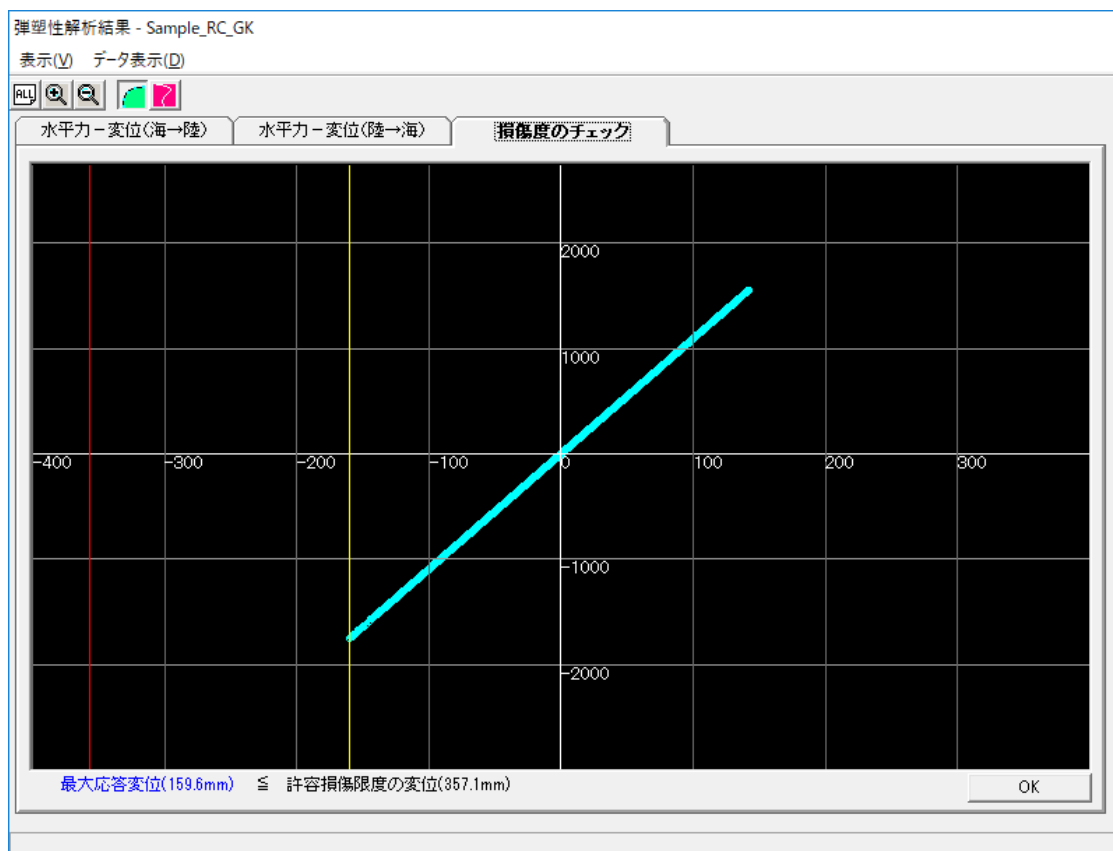 弾塑性解析結果 - Sample_RC_GK
表示(V) データ表示(D)
ALL
水平力－変位(海→陸) 水平力－変位(陸→海) 損傷度のチェック
2000
1000
-400 -300 -200 -100 0 100 200 300
-1000
-2000
最大応答変位(159.6mm) ≦ 許容損傷限度の変位(357.1mm) OK